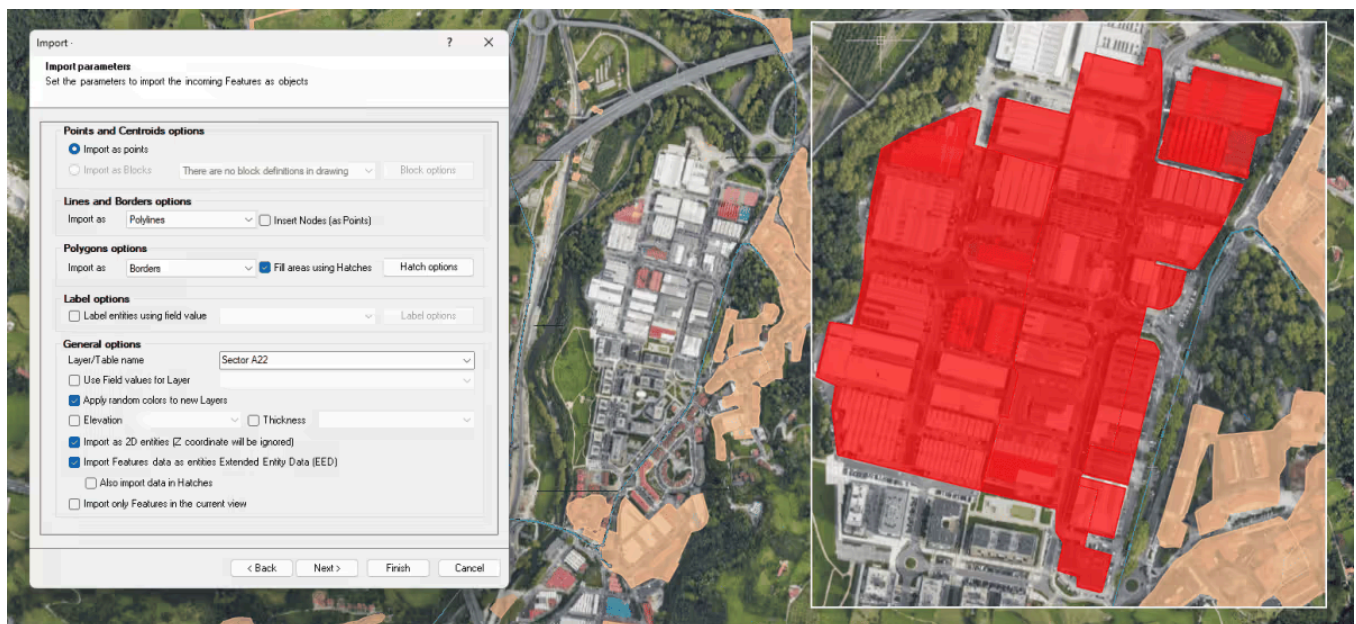 Import ·
?
Import parameters
Set the parameters to import the incoming Features as objects
Points and Centroids options
Import as points
Import as Blocks There are no block definitions in drawing Block options
Lines and Borders options
Import as Polylines Insert Nodes (as Points)
Polygons options
Import as Borders Fill areas using Hatches Hatch options
Label options
Label entities using field value Label options
General options
Layer/Table name Sector A22
Use Field values for Layer
Apply random colors to new Layers
Elevation Thickness
Import as 2D entities (Z coordinate will be ignored)
Import Features data as entities Extended Entity Data (EED)
Also import data in Hatches
Import only Features in the current view
< Back Next > Finish Cancel